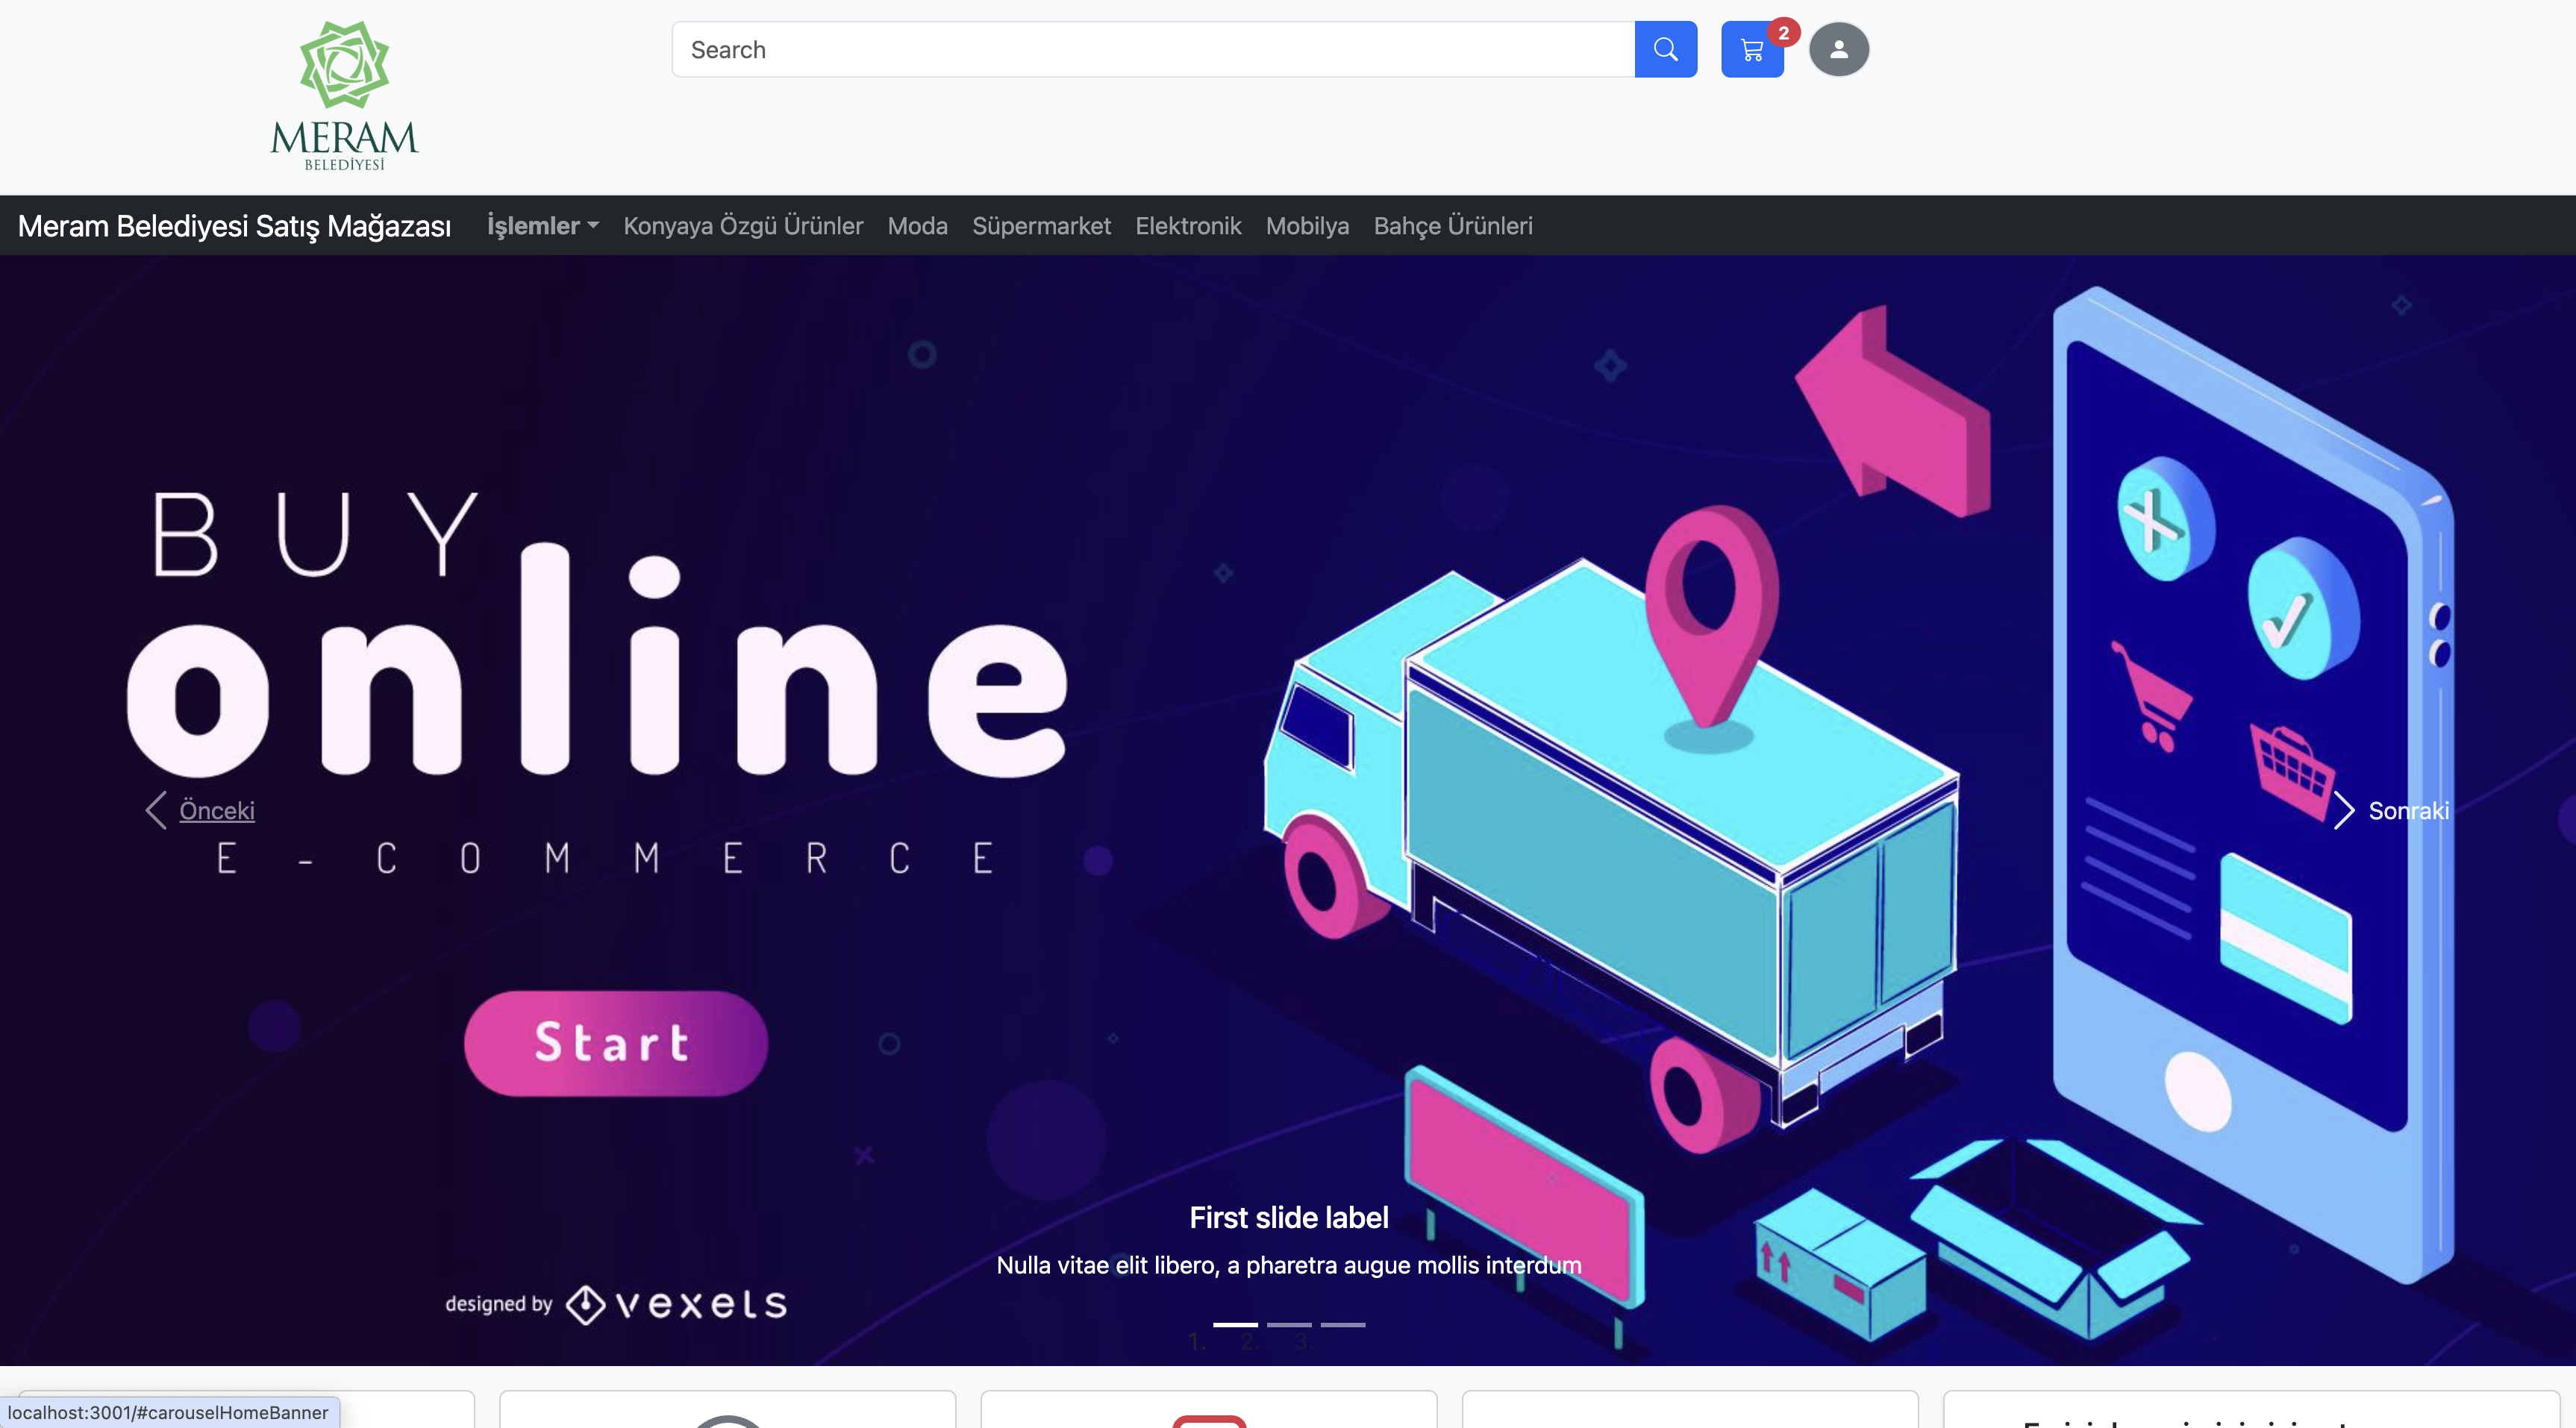 Search
2
MERAM
BELEDİYESİ
Meram Belediyesi Satış Mağazası İşlemler Konyaya Özgü Ürünler Moda Süpermarket Elektronik Mobilya Bahçe Ürünleri
BUY
online
Önceki
Sonraki
E-COMMERCE
Start
First slide label
Nulla vitae elit libero, a pharetra augue mollis interdum
designed by vexels
1. 2. 3.
localhost:3001/#carouselHomeBanner